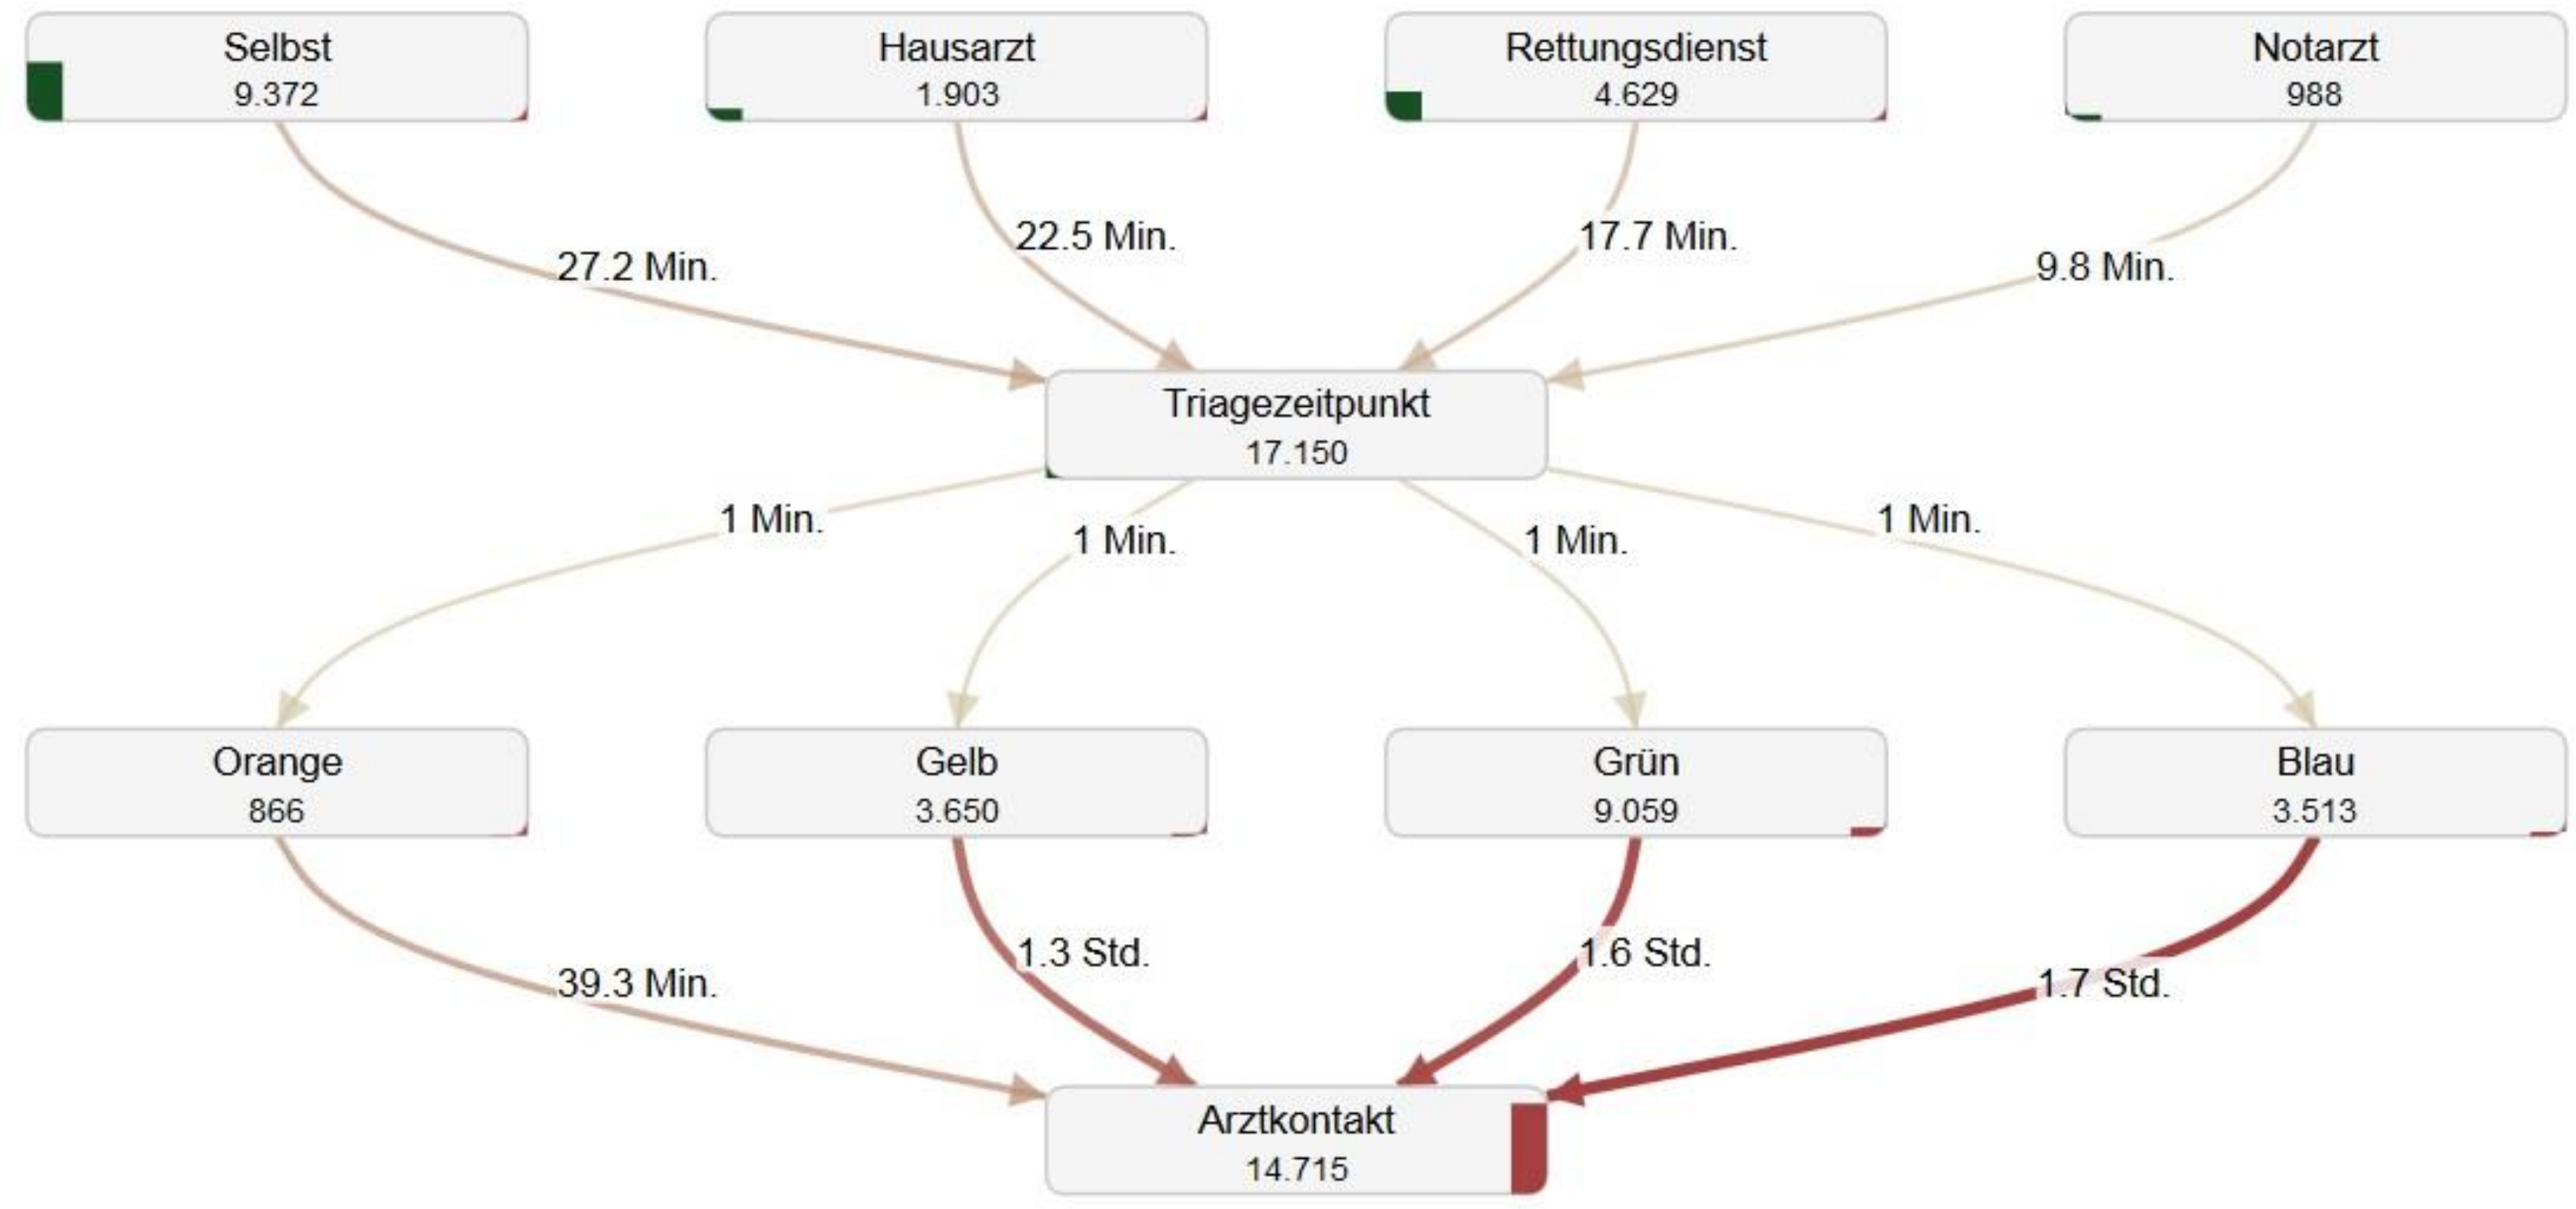 Selbst
9.372
Hausarzt
1.903
Rettungsdienst
4.629
Notarzt
988
27.2 Min.
22.5 Min.
17.7 Min.
9.8 Min.
Triagezeitpunkt
17.150
1 Min.
1 Min.
1 Min.
1 Min.
Orange
866
Gelb
3.650
Grün
9.059
Blau
3.513
39.3 Min.
1.3 Std.
1.6 Std.
1.7 Std.
Arztkontakt
14.715